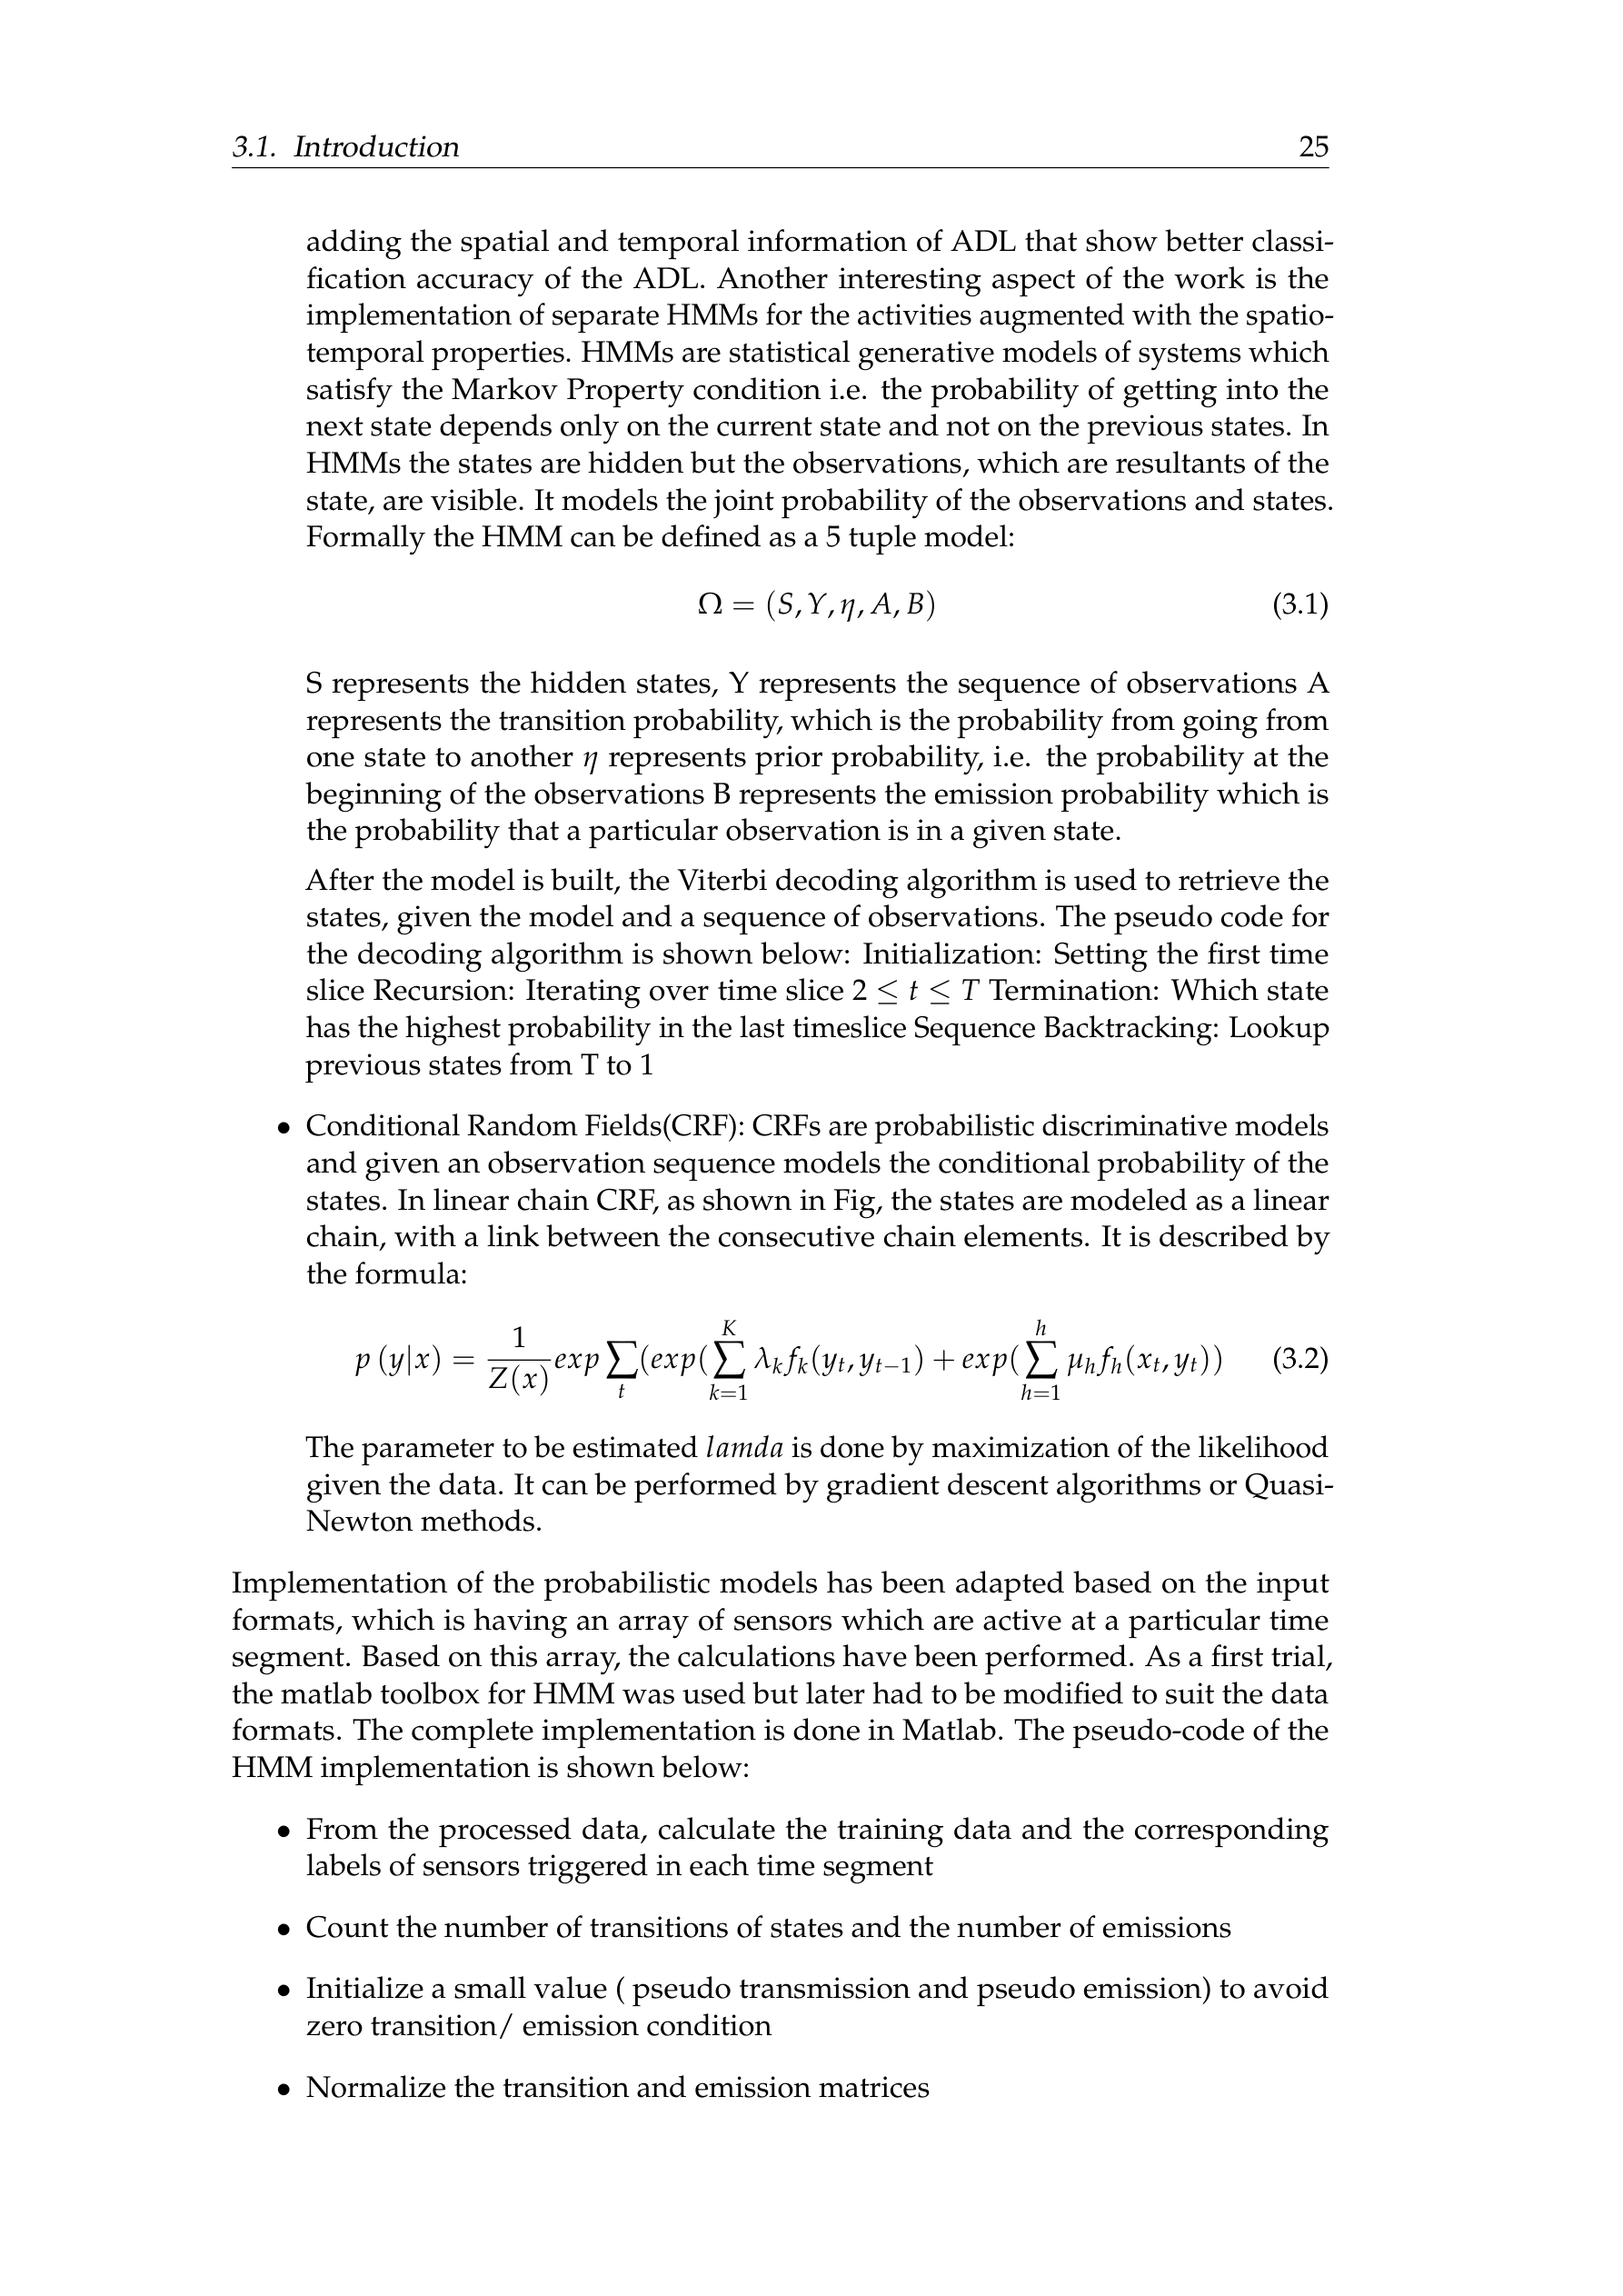 3.1. Introduction 25
adding the spatial and temporal information of ADL that show better classi-
fication accuracy of the ADL. Another interesting aspect of the work is the
implementation of separate HMMs for the activities augmented with the spatio-
temporal properties. HMMs are statistical generative models of systems which
satisfy the Markov Property condition i.e. the probability of getting into the
next state depends only on the current state and not on the previous states. In
HMMs the states are hidden but the observations, which are resultants of the
state, are visible. It models the joint probability of the observations and states.
Formally the HMM can be defined as a 5 tuple model:
Ω = (S, Y, η, A, B) (3.1)
S represents the hidden states, Y represents the sequence of observations A
represents the transition probability, which is the probability from going from
one state to another η represents prior probability, i.e. the probability at the
beginning of the observations B represents the emission probability which is
the probability that a particular observation is in a given state.
After the model is built, the Viterbi decoding algorithm is used to retrieve the
states, given the model and a sequence of observations. The pseudo code for
the decoding algorithm is shown below: Initialization: Setting the first time
slice Recursion: Iterating over time slice 2 ≤ t ≤ T Termination: Which state
has the highest probability in the last timeslice Sequence Backtracking: Lookup
previous states from T to 1
• Conditional Random Fields(CRF): CRFs are probabilistic discriminative models
and given an observation sequence models the conditional probability of the
states. In linear chain CRF, as shown in Fig, the states are modeled as a linear
chain, with a link between the consecutive chain elements. It is described by
the formula:
p (y|x) = \frac{1}{Z(x)} exp \sum_{t} (exp( \sum_{k=1}^{K} λ_k f_k(y_t, y_{t−1}) + exp( \sum_{h=1}^{h} μ_h f_h(x_t, y_t)) (3.2)
The parameter to be estimated lamda is done by maximization of the likelihood
given the data. It can be performed by gradient descent algorithms or Quasi-
Newton methods.
Implementation of the probabilistic models has been adapted based on the input
formats, which is having an array of sensors which are active at a particular time
segment. Based on this array, the calculations have been performed. As a first trial,
the matlab toolbox for HMM was used but later had to be modified to suit the data
formats. The complete implementation is done in Matlab. The pseudo-code of the
HMM implementation is shown below:
• From the processed data, calculate the training data and the corresponding
labels of sensors triggered in each time segment
• Count the number of transitions of states and the number of emissions
• Initialize a small value ( pseudo transmission and pseudo emission) to avoid
zero transition/ emission condition
• Normalize the transition and emission matrices